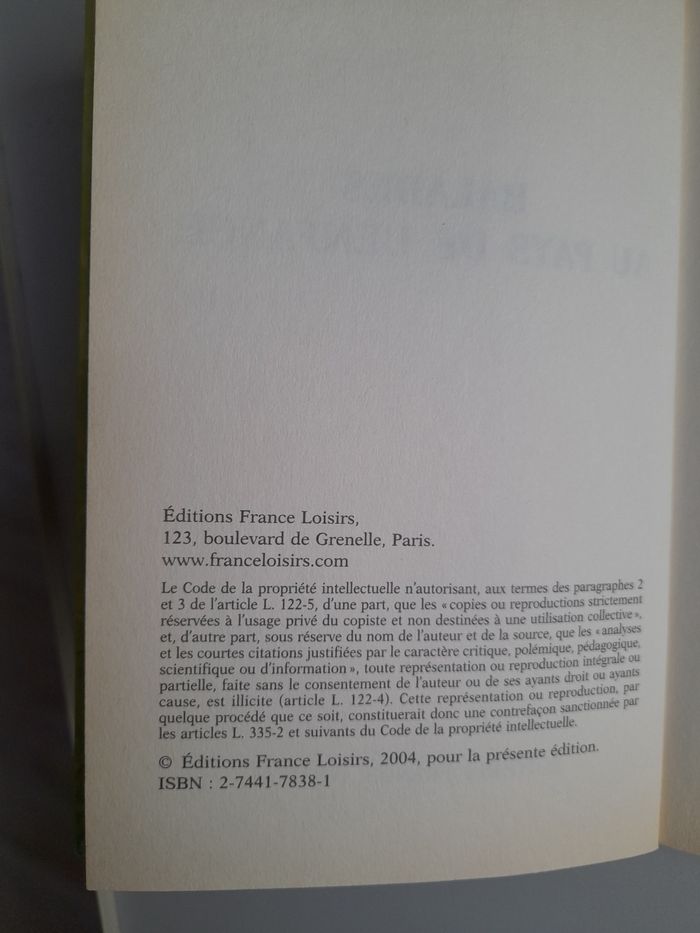 BALADES
AU PAYS DE L'ENFANCE
Éditions France Loisirs,
123, boulevard de Grenelle, Paris.
www.franceloisirs.com
Le Code de la propriété intellectuelle n'autorisant, aux termes des paragraphes 2
et 3 de l'article L. 122-5, d'une part, que les « copies ou reproductions strictement
réservées à l'usage privé du copiste et non destinées à une utilisation collective »,
et, d'autre part, sous réserve du nom de l'auteur et de la source, que les « analyses
et les courtes citations justifiées par le caractère critique, polémique, pédagogique,
scientifique ou d'information », toute représentation ou reproduction intégrale ou
partielle, faite sans le consentement de l'auteur ou de ses ayants droit ou ayants
cause, est illicite (article L. 122-4). Cette représentation ou reproduction, par
quelque procédé que ce soit, constituerait donc une contrefaçon sanctionnée par
les articles L. 335-2 et suivants du Code de la propriété intellectuelle.
© Éditions France Loisirs, 2004, pour la présente édition.
ISBN : 2-7441-7838-1